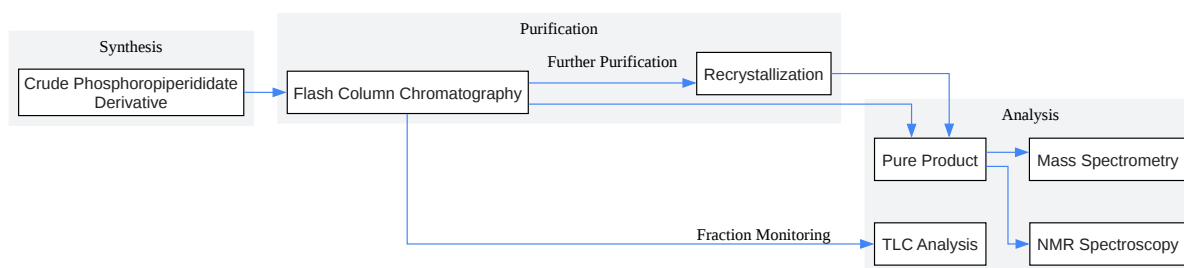 Synthesis
Crude Phosphoropiperididate
Derivative
Purification
Flash Column Chromatography
Further Purification
Recrystallization
Analysis
Pure Product
Mass Spectrometry
Fraction Monitoring
TLC Analysis
NMR Spectroscopy